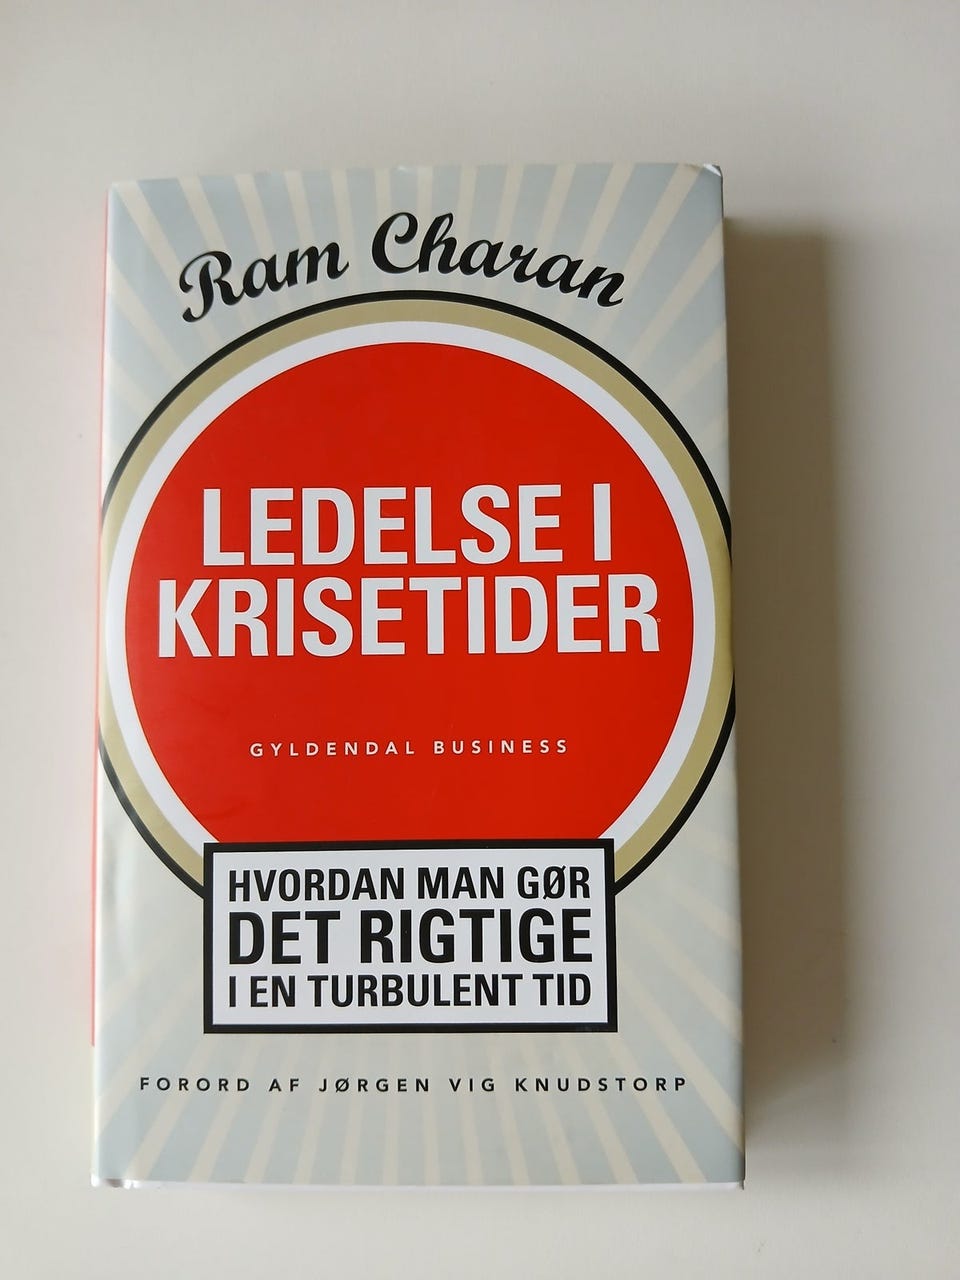 Ram Charan
LEDELSE I
KRISETIDER
GYLDENDAL BUSINESS
HVORDAN MAN GØR
DET RIGTIGE
I EN TURBULENT TID
FORORD AF JØRGEN VIG KNUDSTORP